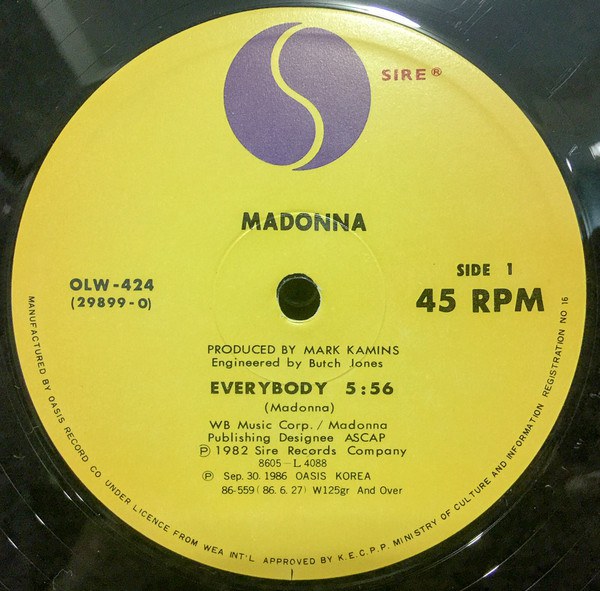 SIRE®
MADONNA
OLW-424
(29899-0)
SIDE 1
45 RPM
PRODUCED BY MARK KAMINS
Engineered by Butch Jones
EVERYBODY 5:56
(Madonna)
WB Music Corp. / Madonna
Publishing Designee ASCAP
Ⓟ 1982 Sire Records Company
8605-L4088
Ⓟ Sep. 30. 1986 OASIS KOREA
86-559 ( 86. 6. 27) W125gr And Over
MANUFACTURED BY OASIS RECORD CO UNDER LICENCE FROM WEA INT'L APPROVED BY K.E.C.P.P. MINISTRY OF CULTURE AND INFORMATION REGISTRATION NO 16